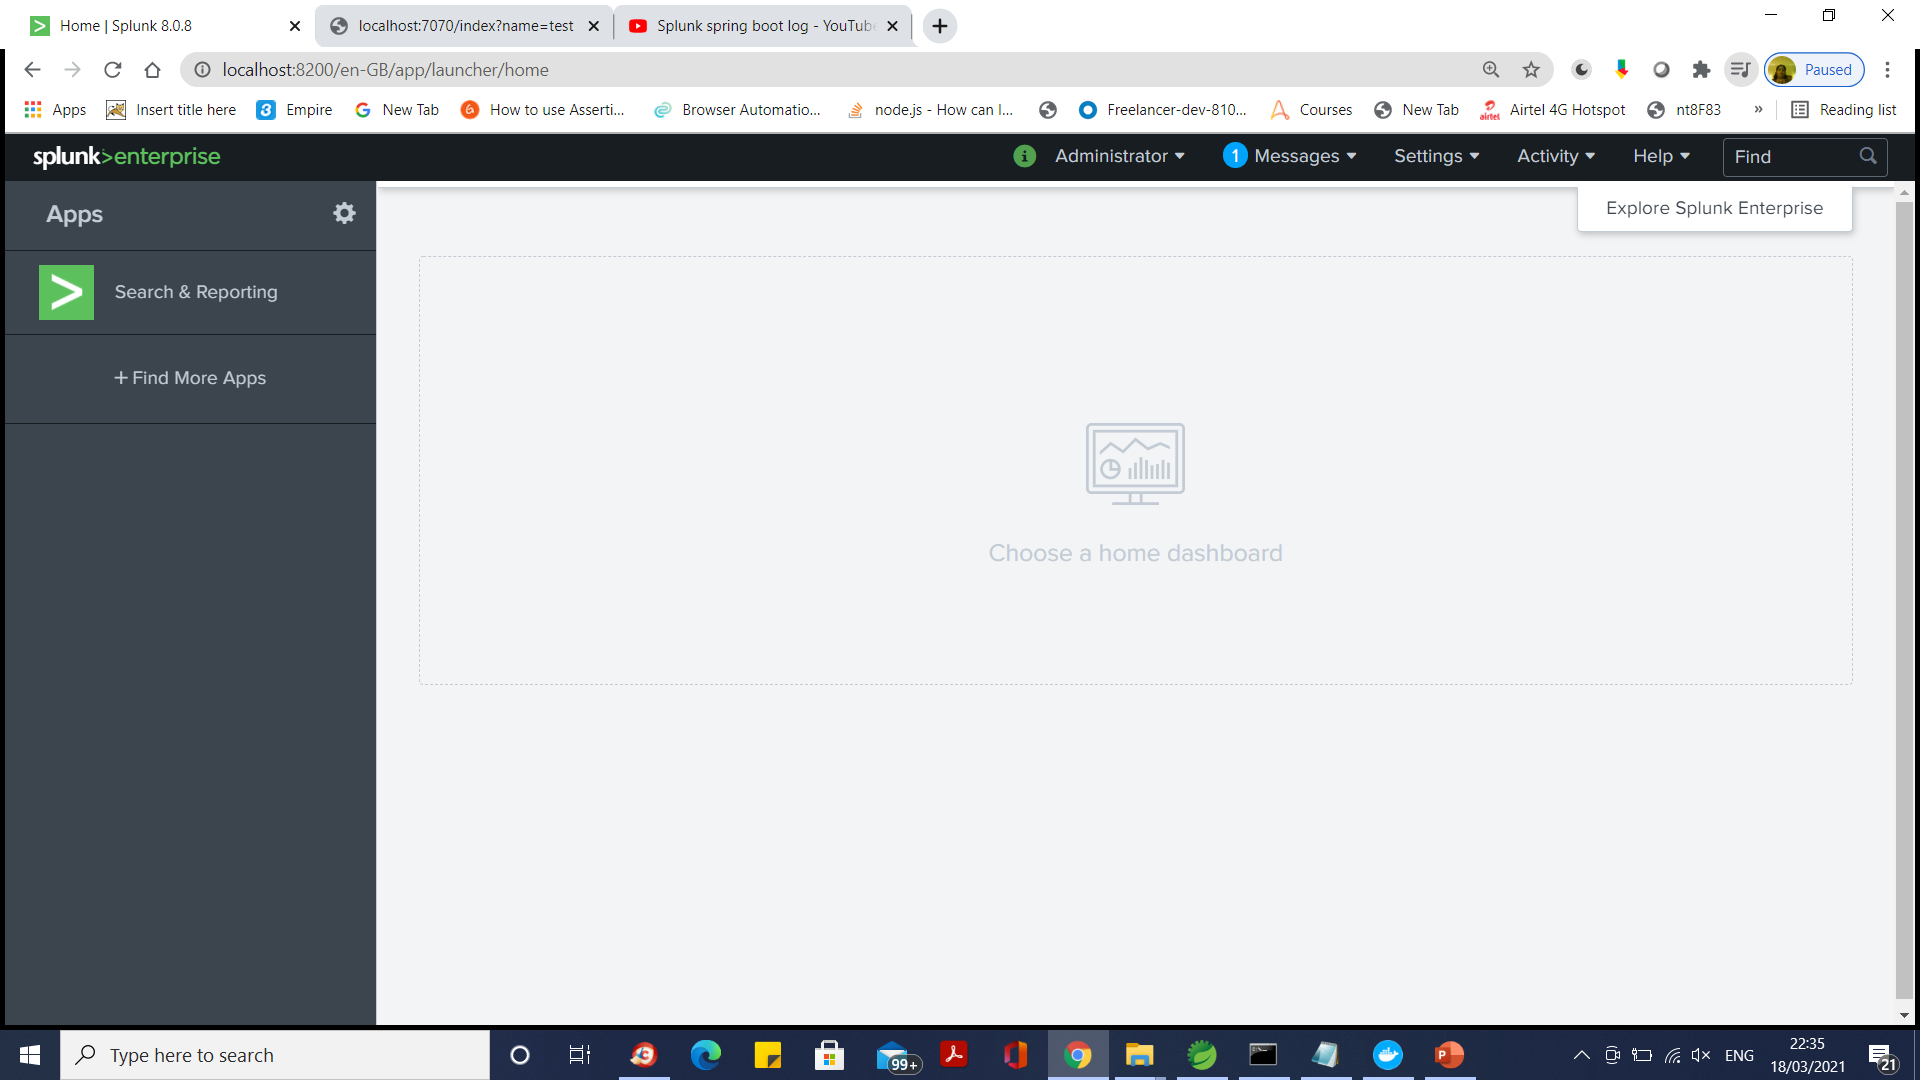 Home | Splunk 8.0.8
localhost:7070/index?name=test
Splunk spring boot log - YouTube
localhost:8200/en-GB/app/launcher/home
Paused
Apps
Insert title here
Empire
New Tab
How to use Asserti...
Browser Automatio...
node.js - How can I...
Freelancer-dev-810...
Courses
New Tab
airtel
Airtel 4G Hotspot
nt8F83
»
Reading list
splunk>enterprise
Administrator
1
Messages
Settings
Activity
Help
Find
Apps
Explore Splunk Enterprise
Search & Reporting
+ Find More Apps
Choose a home dashboard
Type here to search
99+
ENG
22:35
18/03/2021
21